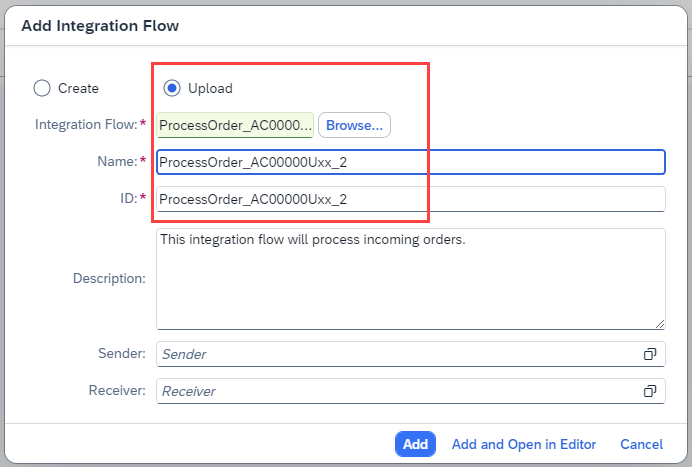 Add Integration Flow
Create Upload
Integration Flow:* ProcessOrder_AC0000... Browse...
Name:* ProcessOrder_AC00000Uxx_2
ID:* ProcessOrder_AC00000Uxx_2
This integration flow will process incoming orders.
Description:
Sender: Sender
Receiver: Receiver
Add Add and Open in Editor Cancel